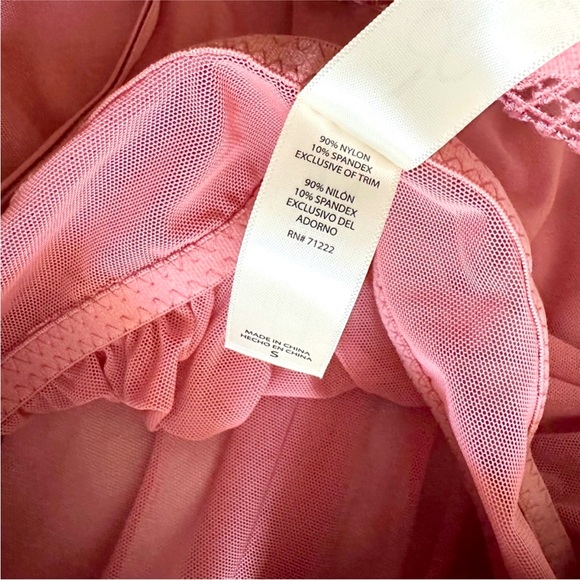 90% NYLON
10% SPANDEX
EXCLUSIVE OF TRIM
90% NILÓN
10% SPANDEX
EXCLUSIVO DEL
ADORNO
RN# 71222
MADE IN CHINA
HECHO EN CHINA
S